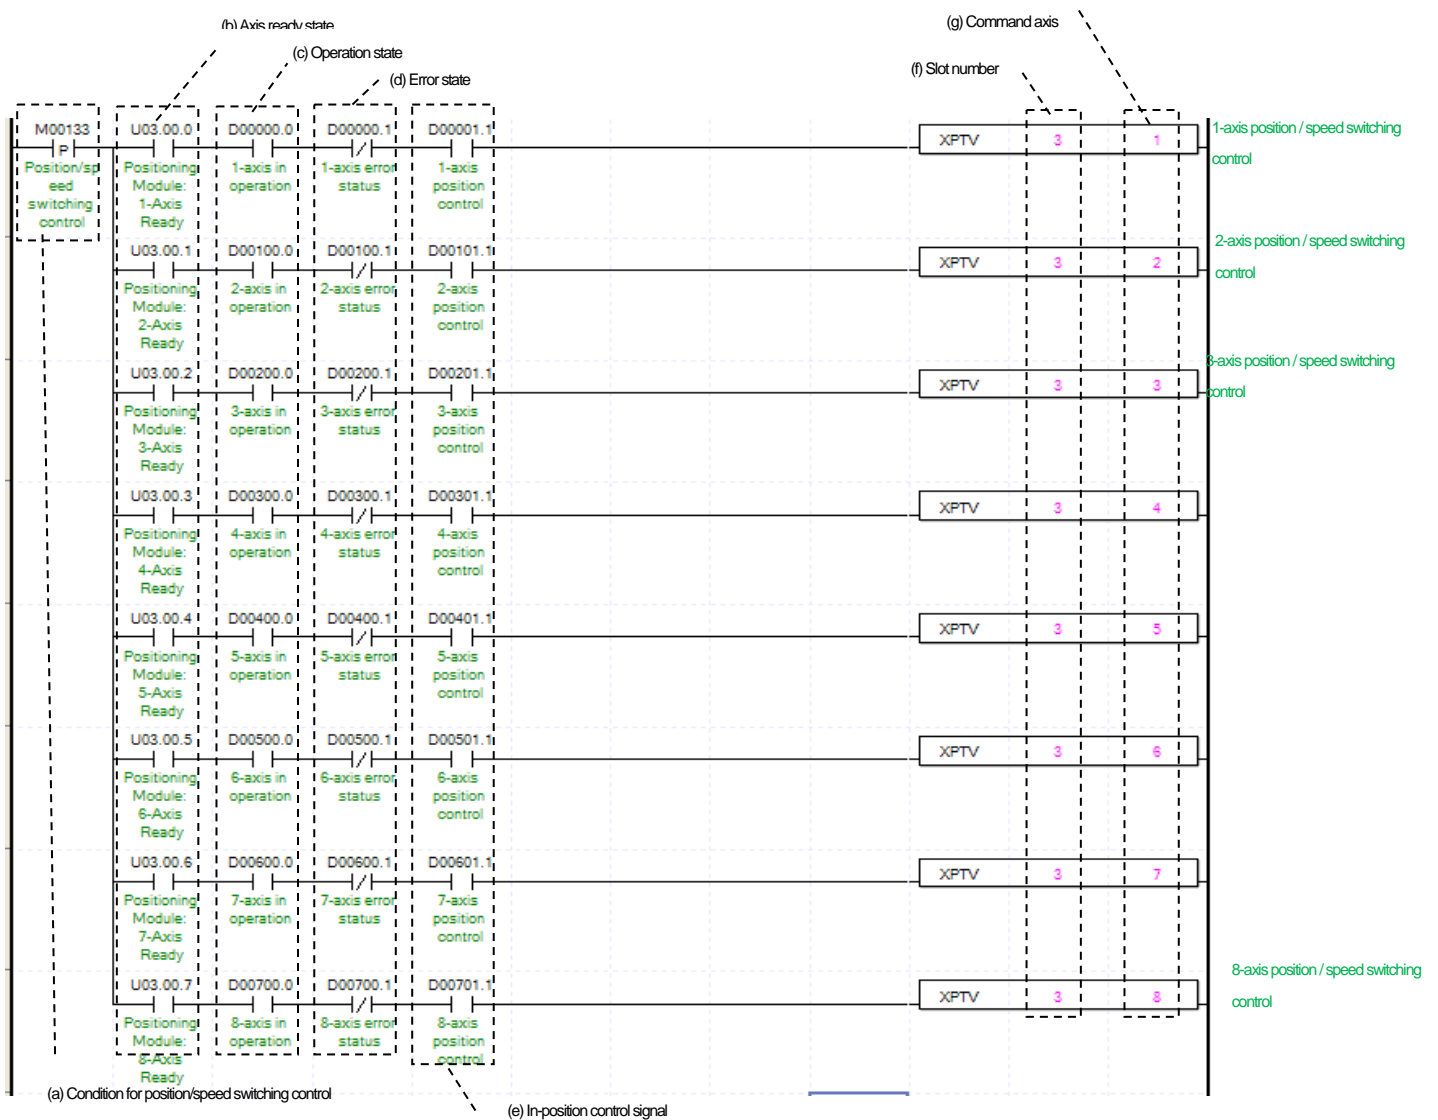 (b) Axis ready state
(g) Command axis
(c) Operation state
(f) Slot number
(d) Error state
M00133 U03.00.0 D00000.0 D00000.1 D00001.1
P
XPTV 3 1
1-axis position / speed switching
control
Position/sp Positioning 1-axis in 1-axis error 1-axis
eed Module: operation status position
switching 1-Axis control
control Ready
U03.00.1 D00100.0 D00100.1 D00101.1
XPTV 3 2
2-axis position / speed switching
control
Positioning 2-axis in 2-axis error 2-axis
Module: operation status position
2-Axis control
Ready
U03.00.2 D00200.0 D00200.1 D00201.1
XPTV 3 3
3-axis position / speed switching
control
Positioning 3-axis in 3-axis error 3-axis
Module: operation status position
3-Axis control
Ready
U03.00.3 D00300.0 D00300.1 D00301.1
XPTV 3 4
Positioning 4-axis in 4-axis error 4-axis
Module: operation status position
4-Axis control
Ready
U03.00.4 D00400.0 D00400.1 D00401.1
XPTV 3 5
Positioning 5-axis in 5-axis error 5-axis
Module: operation status position
5-Axis control
Ready
U03.00.5 D00500.0 D00500.1 D00501.1
XPTV 3 6
Positioning 6-axis in 6-axis error 6-axis
Module: operation status position
6-Axis control
Ready
U03.00.6 D00600.0 D00600.1 D00601.1
XPTV 3 7
Positioning 7-axis in 7-axis error 7-axis
Module: operation status position
7-Axis control
Ready
U03.00.7 D00700.0 D00700.1 D00701.1
XPTV 3 8
8-axis position / speed switching
control
Positioning 8-axis in 8-axis error 8-axis
Module: operation status position
8-Axis control
Ready
(a) Condition for position/speed switching control
(e) In-position control signal